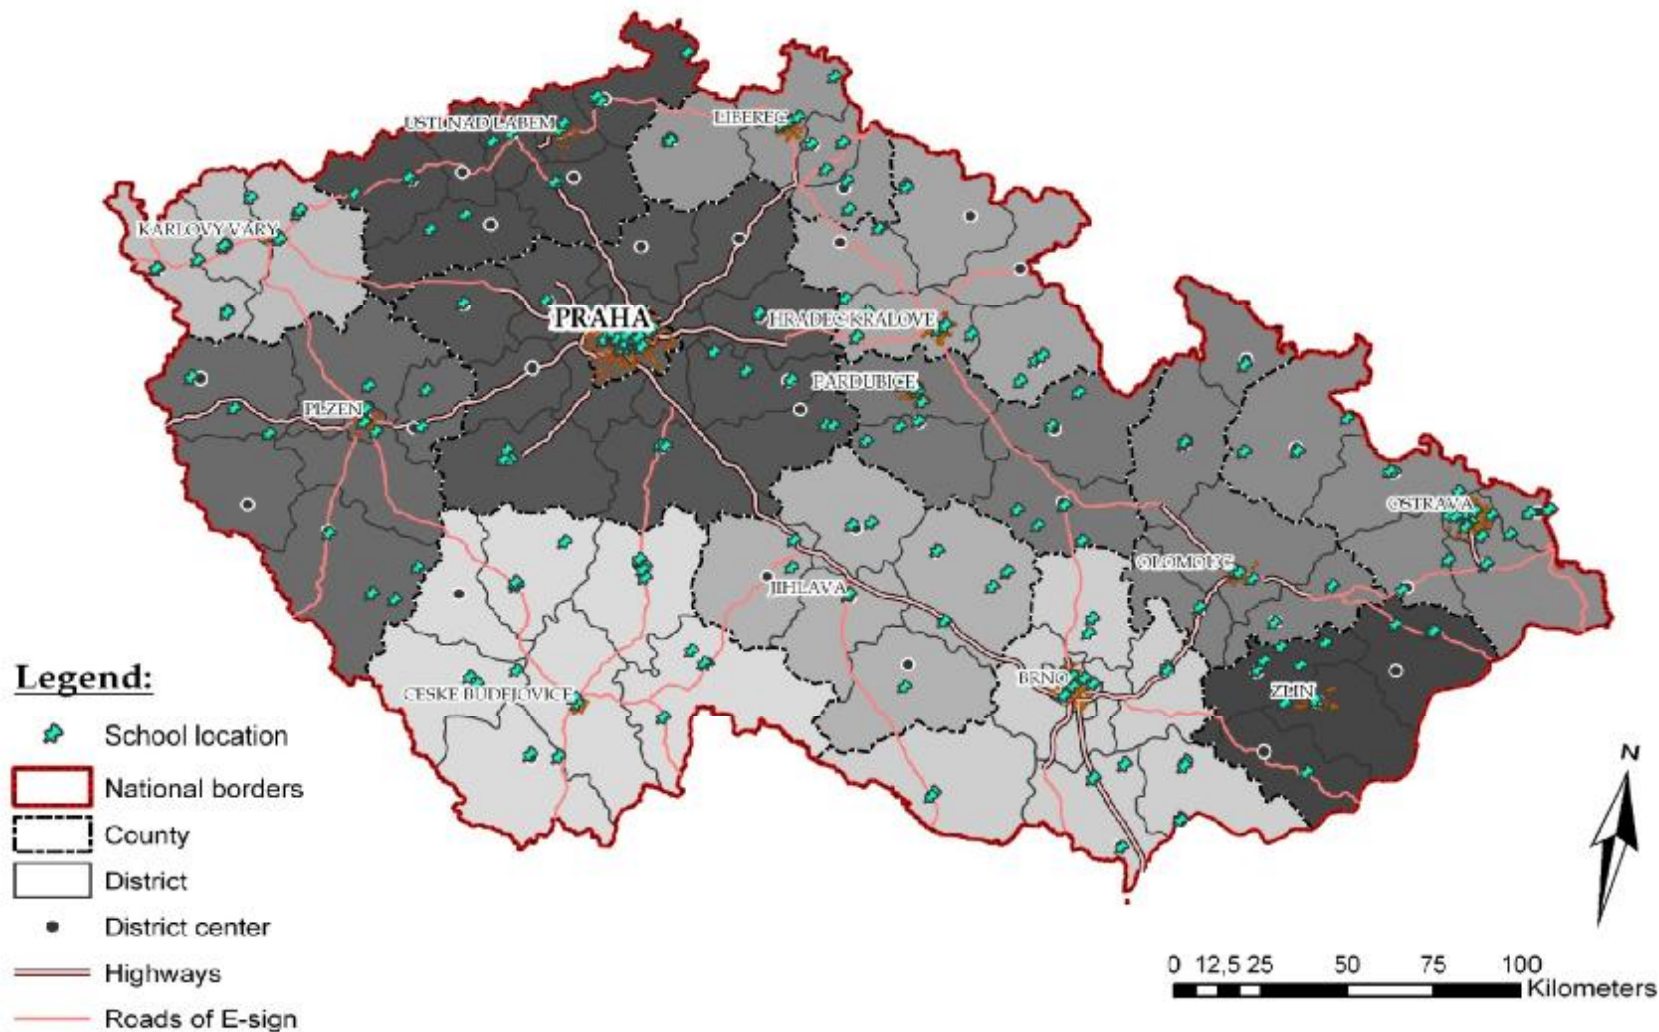 USTI NAD LABEM
LIBEREC
KARLOVY VARY
PRAHA
HRADEC KRALOVE
PARDUBICE
PLZEN
OSTRAVA
OLOMOUC
JIHLAVA
BRNO
ZLIN
CESKE BUDEJOVICE
Legend:
School location
National borders
County
District
District center
Highways
Roads of E-sign
N
0 12,5 25 50 75 100
Kilometers